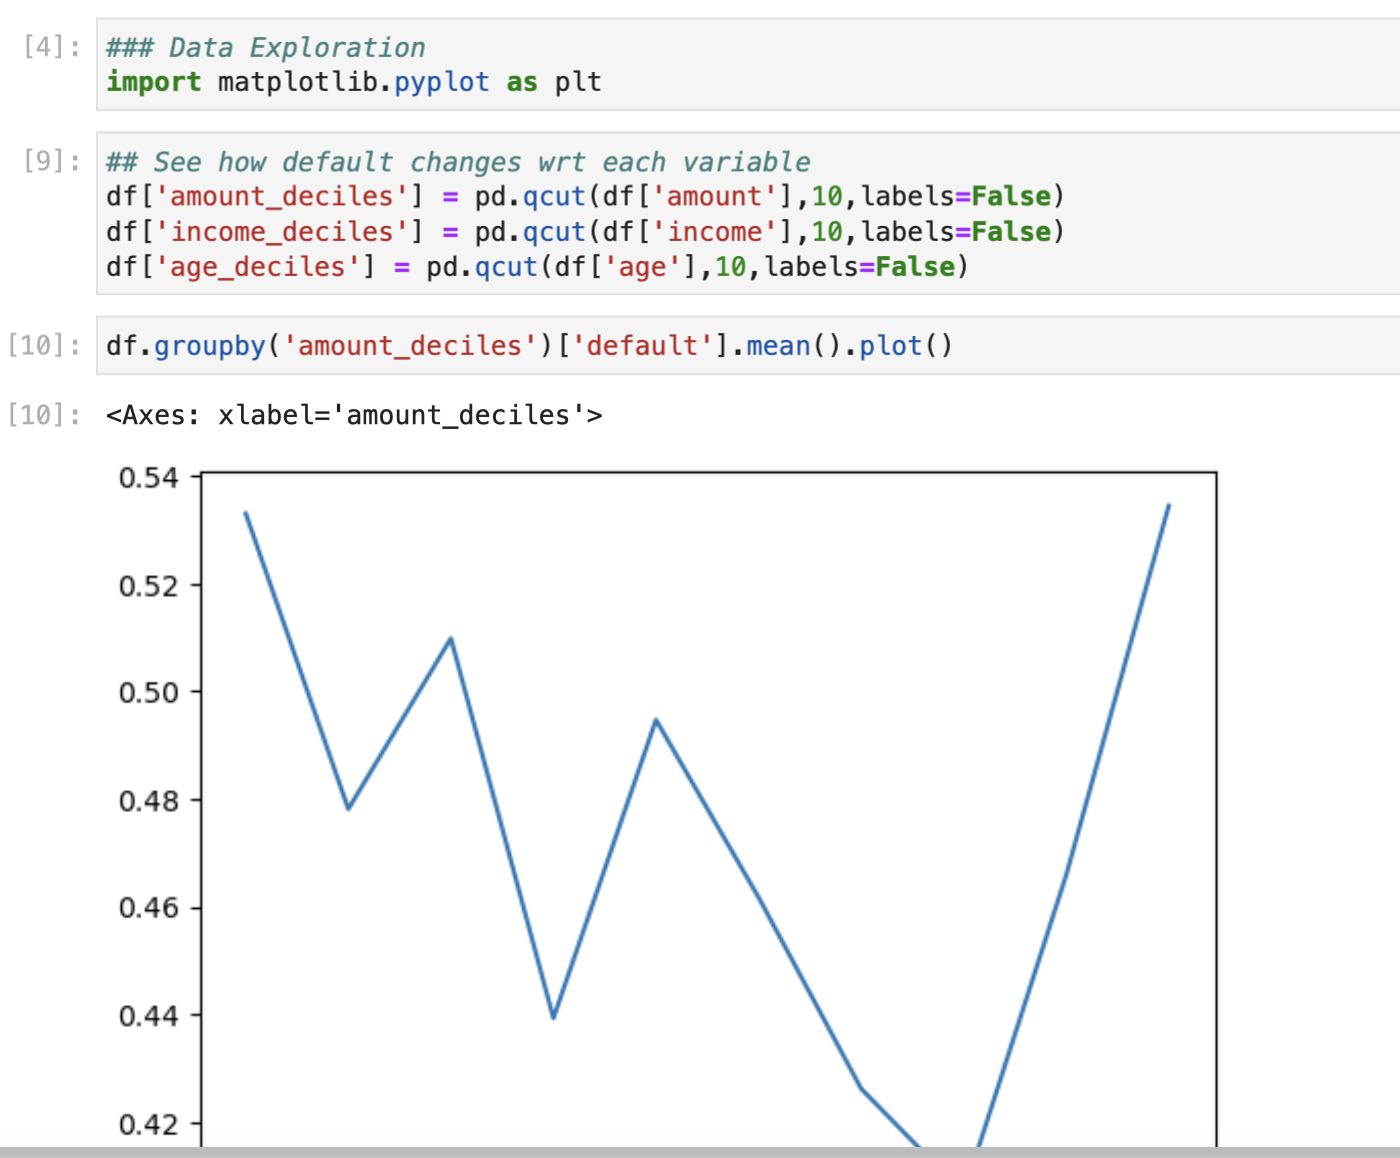 [4]: ### Data Exploration
import matplotlib.pyplot as plt
[9]: ## See how default changes wrt each variable
df['amount_deciles'] = pd.qcut(df['amount'],10,labels=False)
df['income_deciles'] = pd.qcut(df['income'],10,labels=False)
df['age_deciles'] = pd.qcut(df['age'],10,labels=False)
[10]: df.groupby('amount_deciles')['default'].mean().plot()
[10]: <Axes: xlabel='amount_deciles'>
0.54
0.52
0.50
0.48
0.46
0.44
0.42